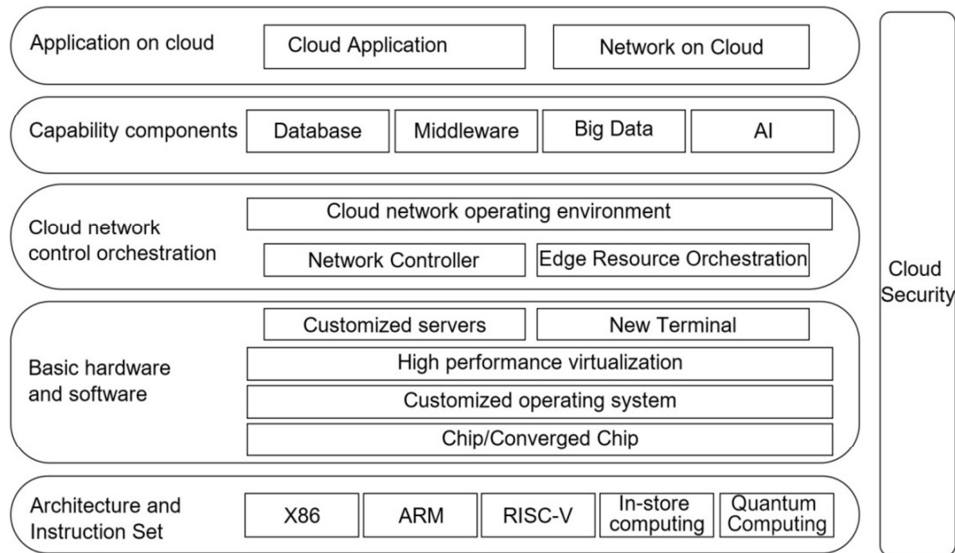 Application on cloud
Cloud Application
Network on Cloud
Capability components
Database
Middleware
Big Data
AI
Cloud network
control orchestration
Cloud network operating environment
Network Controller
Edge Resource Orchestration
Basic hardware
and software
Customized servers
New Terminal
High performance virtualization
Customized operating system
Chip/Converged Chip
Architecture and
Instruction Set
X86
ARM
RISC-V
In-store
computing
Quantum
Computing
Cloud
Security